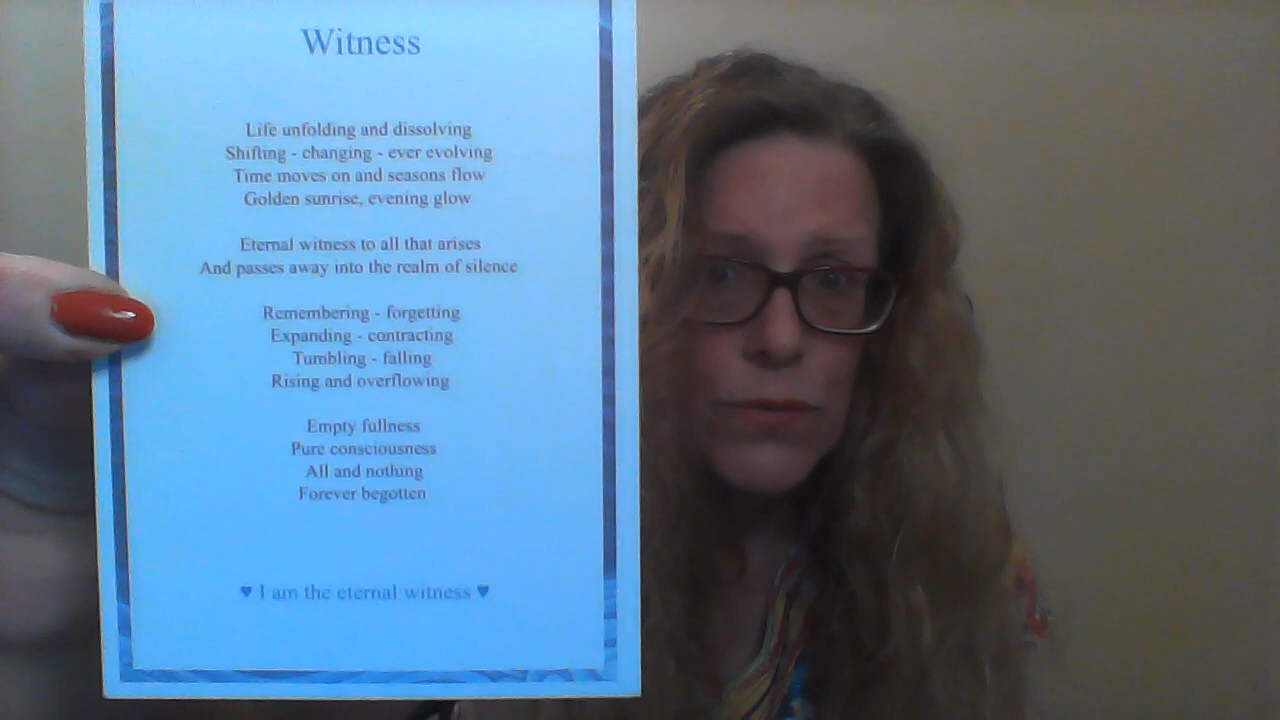 Witness
Life unfolding and dissolving
Shifting - changing - ever evolving
Time moves on and seasons flow
Golden sunrise, evening glow
Eternal witness to all that arises
And passes away into the realm of silence
Remembering - forgetting
Expanding - contracting
Tumbling - falling
Rising and overflowing
Empty fullness
Pure consciousness
All and nothing
Forever begotten
♥ I am the eternal witness ♥